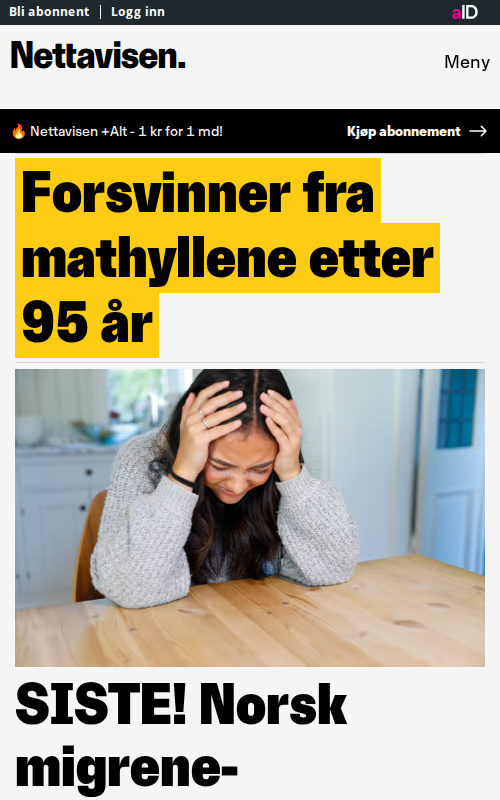 Bli abonnent | Logg inn
aID
Nettavisen.
Meny
🔥 Nettavisen +Alt - 1 kr for 1 md!
Kjøp abonnement →
Forsvinner fra
mathyllene etter
95 år
SISTE! Norsk
migrene-